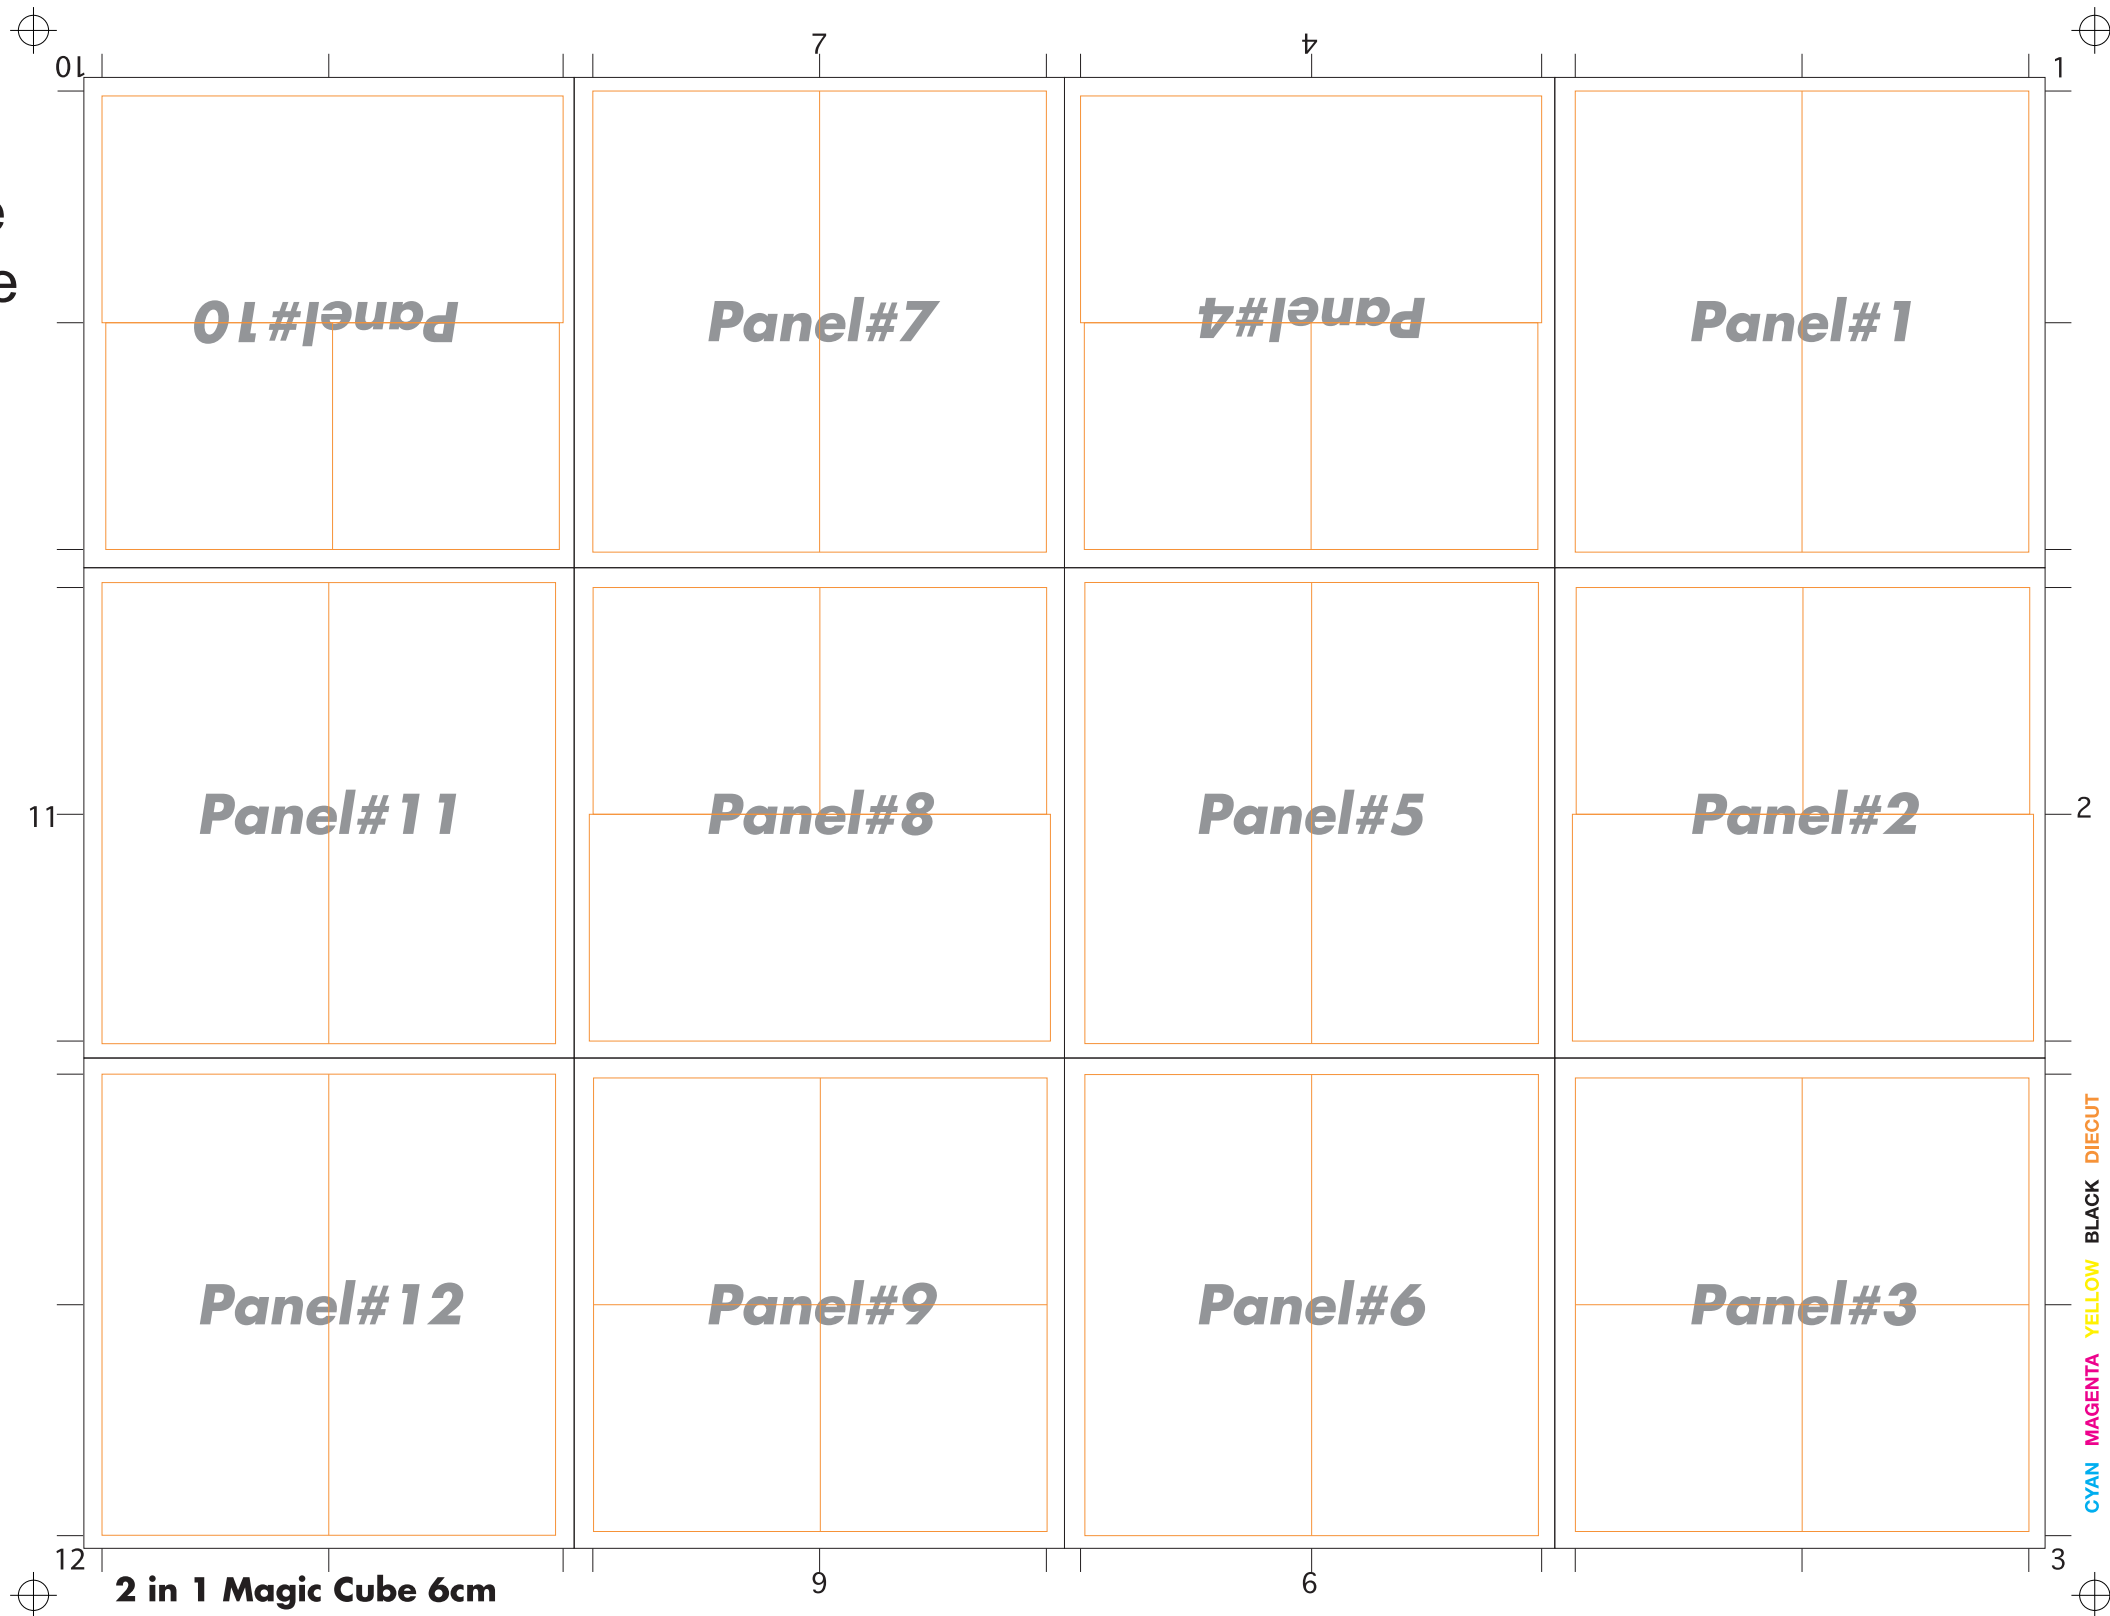 7 4
10 1
e
e
Panel#10 Panel#7 Panel#4 Panel#1
11 Panel#11 Panel#8 Panel#5 Panel#2 2
Panel#12 Panel#9 Panel#6 Panel#3
CYAN MAGENTA YELLOW BLACK DIECUT
12 9 6 3
2 in 1 Magic Cube 6cm